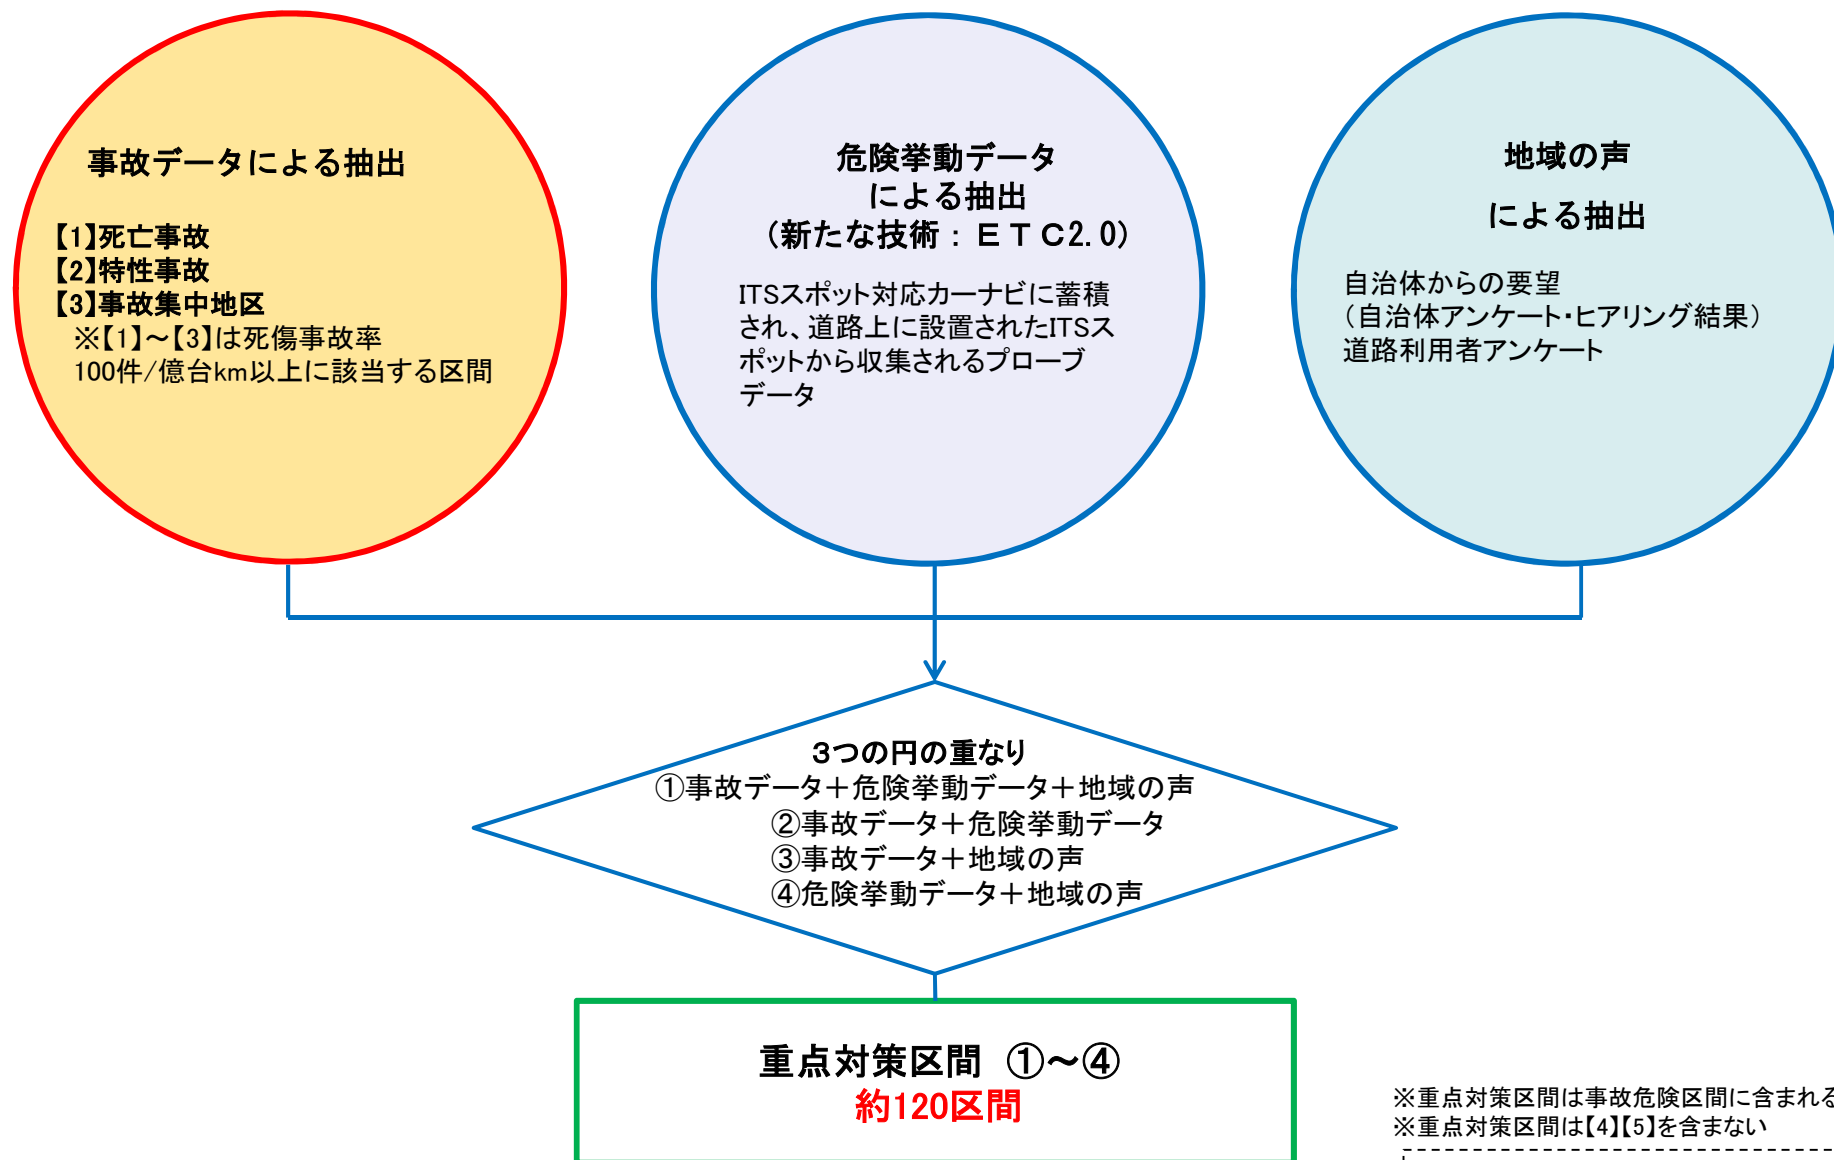 事故データによる抽出
【1】死亡事故
【2】特性事故
【3】事故集中地区
※【1】～【3】は死傷事故率
100件/億台km以上に該当する区間
危険挙動データ
による抽出
（新たな技術：ＥＴＣ2.0）
ITSスポット対応カーナビに蓄積
され、道路上に設置されたITSス
ポットから収集されるプローブ
データ
地域の声
による抽出
自治体からの要望
（自治体アンケート・ヒアリング結果）
道路利用者アンケート
３つの円の重なり
①事故データ＋危険挙動データ＋地域の声
②事故データ＋危険挙動データ
③事故データ＋地域の声
④危険挙動データ＋地域の声
重点対策区間 ①～④
約120区間
※重点対策区間は事故危険区間に含まれる
※重点対策区間は【4】【5】を含まない